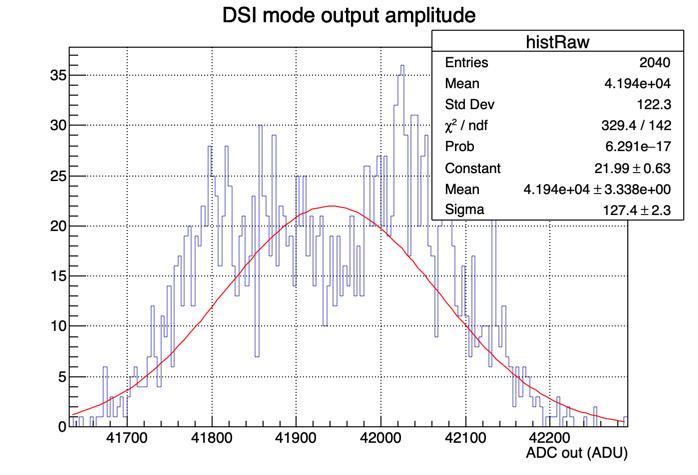 DSI mode output amplitude
histRaw
Entries 2040
Mean 4.194e+04
Std Dev 122.3
χ² / ndf 329.4 / 142
Prob 6.291e−17
Constant 21.99 ± 0.63
Mean 4.194e+04 ± 3.338e+00
Sigma 127.4 ± 2.3
35
30
25
20
15
10
5
0
41700 41800 41900 42000 42100 42200
ADC out (ADU)